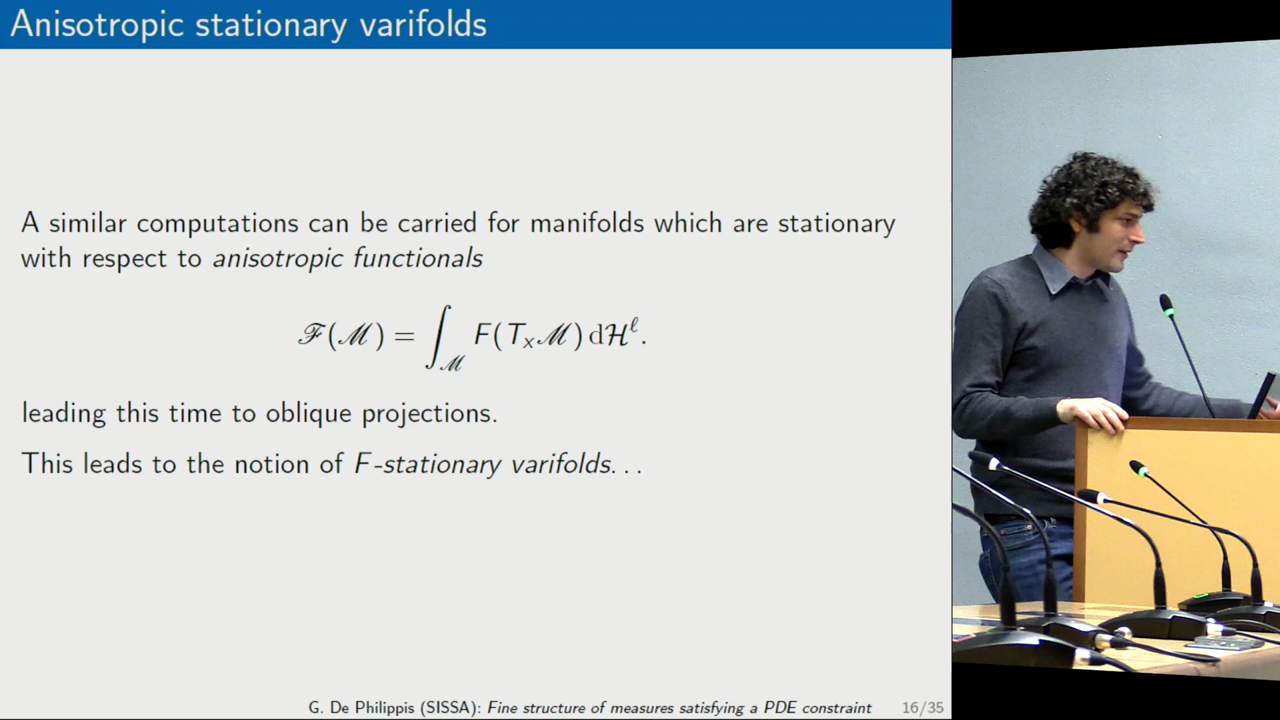 Anisotropic stationary varifolds
A similar computations can be carried for manifolds which are stationary
with respect to anisotropic functionals
ℱ(ℳ) = ∫_ℳ F(Tₓℳ) dℋ^ℓ.
leading this time to oblique projections.
This leads to the notion of F-stationary varifolds. . .
G. De Philippis (SISSA): Fine structure of measures satisfying a PDE constraint 16/35